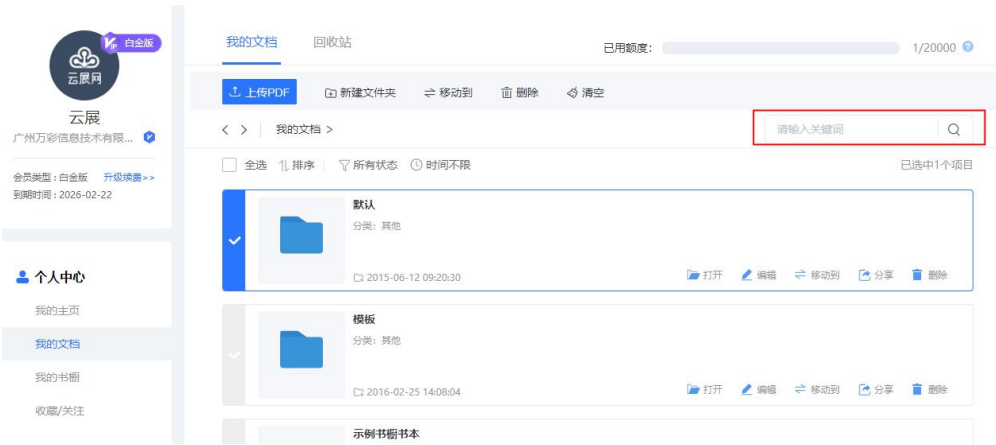 白金版
云展网
云展
广州万彩信息技术有限...
会员类型：白金版 升级续费>>
到期时间：2026-02-22
个人中心
我的主页
我的文档
我的书橱
收藏/关注
我的文档 回收站 已用额度： 1/20000 ?
上传PDF 新建文件夹 移动到 删除 清空
< > 我的文档 > 请输入关键词
全选 排序 所有状态 时间不限 已选中1个项目
默认
分类：其他
2015-06-12 09:20:30 打开 编辑 移动到 分享 删除
模板
分类：其他
2016-02-25 14:08:04 打开 编辑 移动到 分享 删除
示例书橱书本